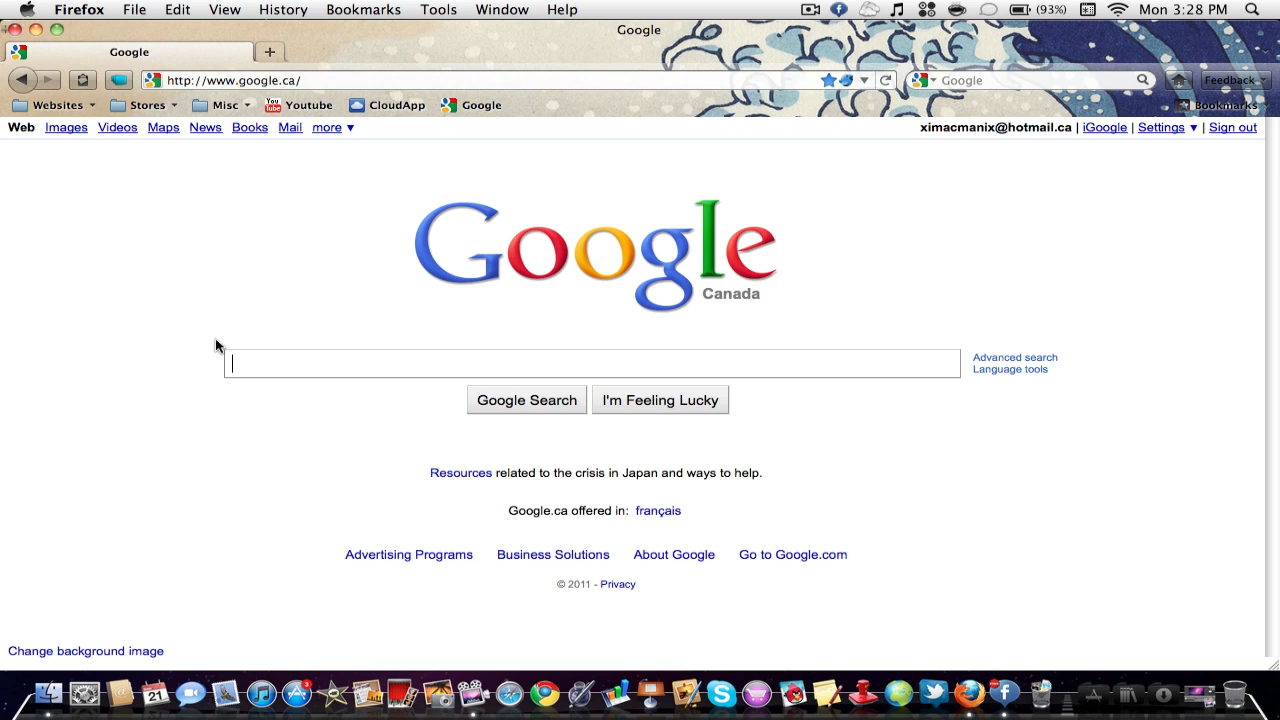 Firefox File Edit View History Bookmarks Tools Window Help (93%) Mon 3:28 PM
Google
Google
http://www.google.ca/ Google Feedback
Websites Stores Misc Youtube CloudApp Google Bookmarks
Web Images Videos Maps News Books Mail more ximacmanix@hotmail.ca | iGoogle | Settings | Sign out
Google
Canada
Advanced search
Language tools
Google Search I'm Feeling Lucky
Resources related to the crisis in Japan and ways to help.
Google.ca offered in: français
Advertising Programs Business Solutions About Google Go to Google.com
© 2011 - Privacy
Change background image
21 3